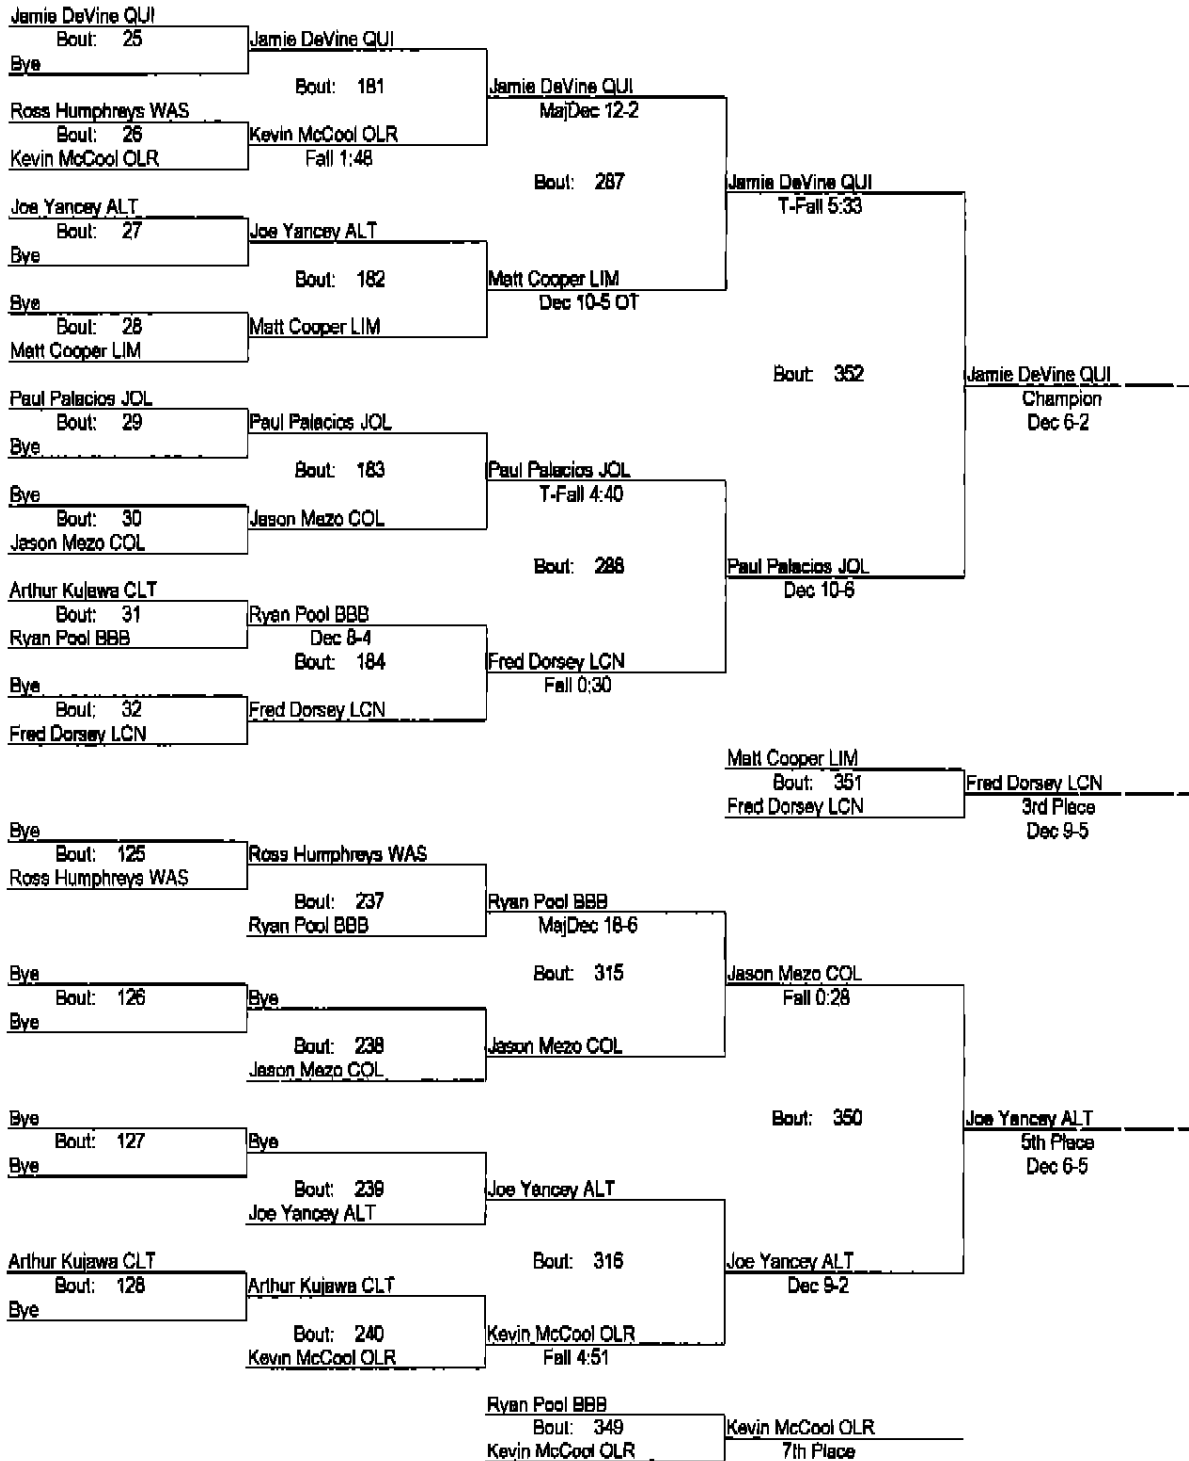 Jamie DeVine QUI
Bout: 25
Jamie DeVine QUI
Bye
Bout: 181
Jamie DeVine QUI
MajDec 12-2
Ross Humphreys WAS
Bout: 26
Kevin McCool OLR
Kevin McCool OLR
Fall 1:48
Bout: 287
Jamie DeVine QUI
T-Fall 5:33
Joe Yancey ALT
Bout: 27
Joe Yancey ALT
Bye
Bout: 182
Matt Cooper LIM
Dec 10-5 OT
Bye
Bout: 28
Matt Cooper LIM
Matt Cooper LIM
Bout: 352
Jamie DeVine QUI
Champion
Dec 6-2
Paul Palacios JOL
Bout: 29
Paul Palacios JOL
Bye
Bout: 183
Paul Palacios JOL
T-Fall 4:40
Bye
Bout: 30
Jason Mezo COL
Jason Mezo COL
Bout: 288
Paul Palacios JOL
Dec 10-6
Arthur Kujawa CLT
Bout: 31
Ryan Pool BBB
Ryan Pool BBB
Dec 8-4
Bout: 184
Fred Dorsey LCN
Fall 0:30
Bye
Bout: 32
Fred Dorsey LCN
Fred Dorsey LCN
Matt Cooper LIM
Bout: 351
Fred Dorsey LCN
Fred Dorsey LCN
3rd Place
Dec 9-5
Bye
Bout: 125
Ross Humphreys WAS
Ross Humphreys WAS
Bout: 237
Ryan Pool BBB
Ryan Pool BBB
MajDec 18-6
Bout: 315
Jason Mezo COL
Fall 0:28
Bye
Bout: 126
Bye
Bye
Bout: 238
Jason Mezo COL
Jason Mezo COL
Bout: 350
Joe Yancey ALT
5th Place
Dec 6-5
Bye
Bout: 127
Bye
Bye
Bout: 239
Joe Yancey ALT
Joe Yancey ALT
Bout: 316
Joe Yancey ALT
Dec 9-2
Arthur Kujawa CLT
Bout: 128
Arthur Kujawa CLT
Bye
Bout: 240
Kevin McCool OLR
Kevin McCool OLR
Fall 4:51
Ryan Pool BBB
Bout: 349
Kevin McCool OLR
Kevin McCool OLR
7th Place